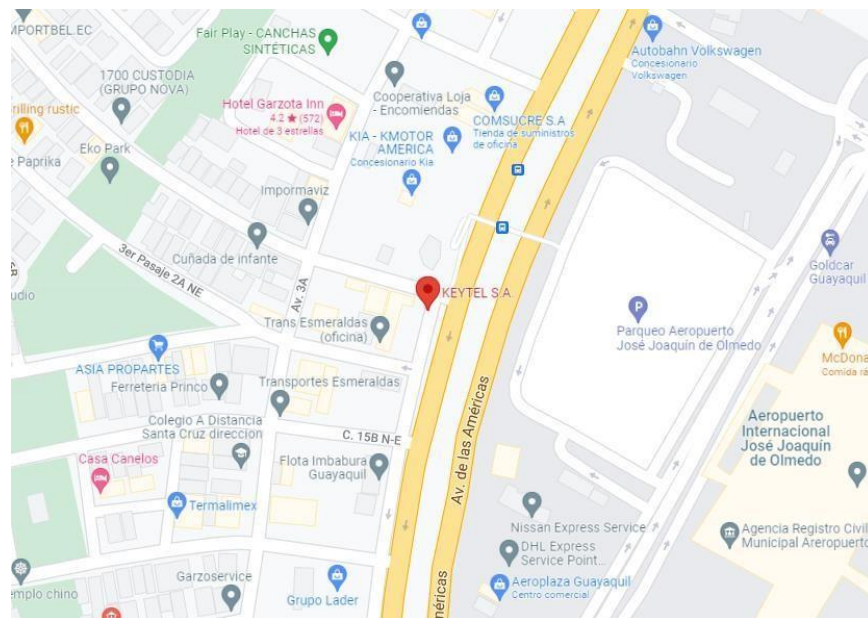 MPORTBEL.EC
Fair Play - CANCHAS
SINTÉTICAS
Autobahn Volkswagen
Concesionario
Volkswagen
1700 CUSTODIA
(GRUPO NOVA)
Cooperativa Loja
- Encomiendas
Hotel Garzota Inn
4.2 ★ (572)
Hotel de 3 estrellas
COMSUCRE S.A
Tienda de suministros
de oficina
rilling rustic
KIA - KMOTOR
AMERICA
Concesionario Kia
e Paprika
Eko Park
Impormaviz
3er Pasaje 2A NE
Cuñada de infante
Goldcar
Guayaquil
Av. 3A
KEYTEL S.A.
udio
Trans Esmeraldas
(oficina)
P
Parqueo Aeropuerto
José Joaquín de Olmedo
McDona
Comida rá
ASIA PROPARTES
Ferretería Princo
Transportes Esmeraldas
Av. de las Américas
Colegio A Distancia
Santa Cruz direccion
C. 15B N-E
Aeropuerto
Internacional
José Joaquín
de Olmedo
Casa Canelos
Flota Imbabura
Guayaquil
Termalimex
Nissan Express Service
Agencia Registro Civil
Municipal Areropuerto
DHL Express
Service Point...
emplo chino
Garzoservice
Grupo Lader
Aeroplaza Guayaquil
Centro comercial
méricas